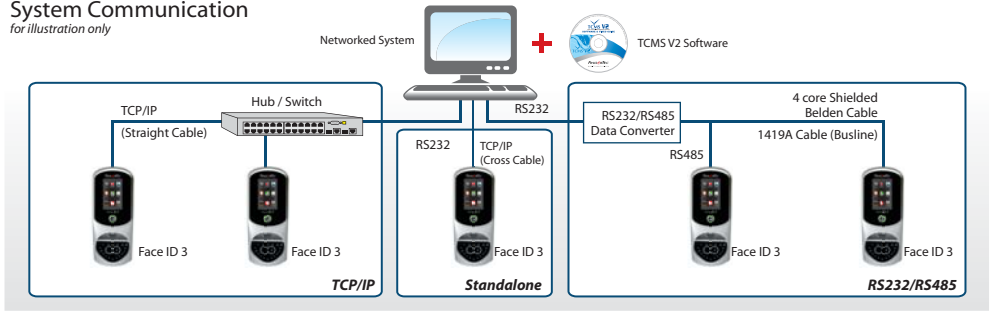 System Communication
for illustration only
Networked System
TCMS V2 Software
TCP/IP
(Straight Cable)
Hub / Switch
Face ID 3
Face ID 3
TCP/IP
RS232
TCP/IP
(Cross Cable)
Face ID 3
Standalone
RS232
RS232/RS485
Data Converter
RS485
4 core Shielded
Belden Cable
1419A Cable (Busline)
Face ID 3
Face ID 3
RS232/RS485